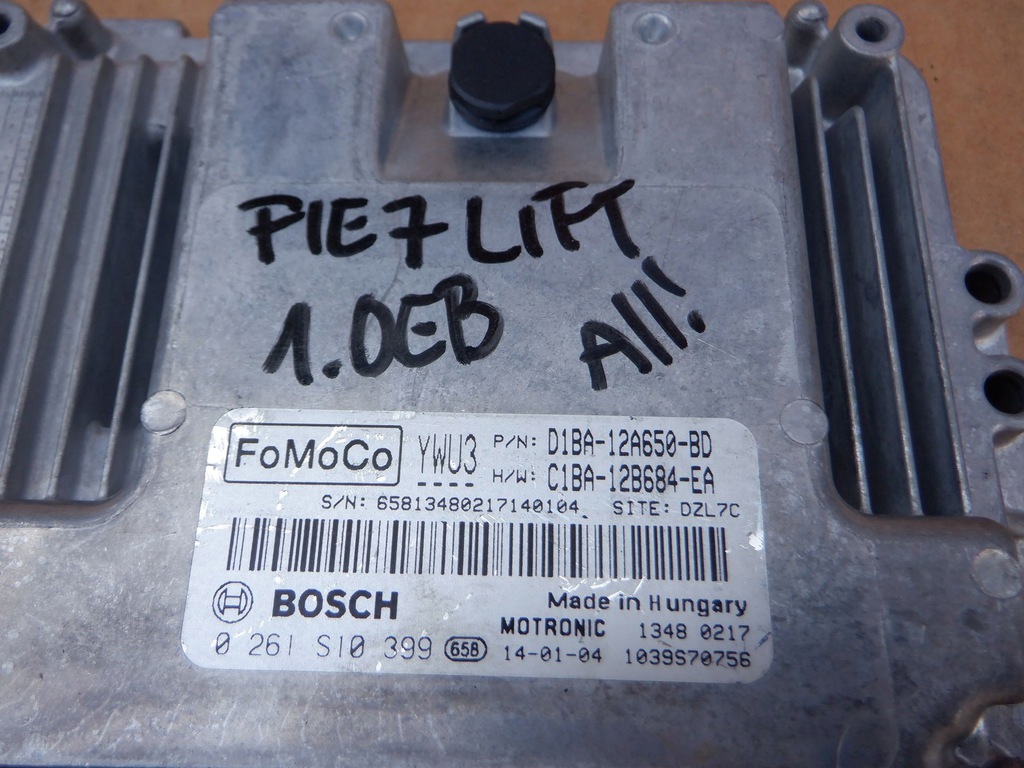 PIE7 LIFT
1.0EB All!
FoMoCo YWU3 P/N: D1BA-12A650-BD
H/W: C1BA-12B684-EA
S/N: 65813480217140104 SITE: DZL7C
BOSCH Made in Hungary
MOTRONIC 1348 0217
0 261 S10 399 658 14-01-04 1039S70756